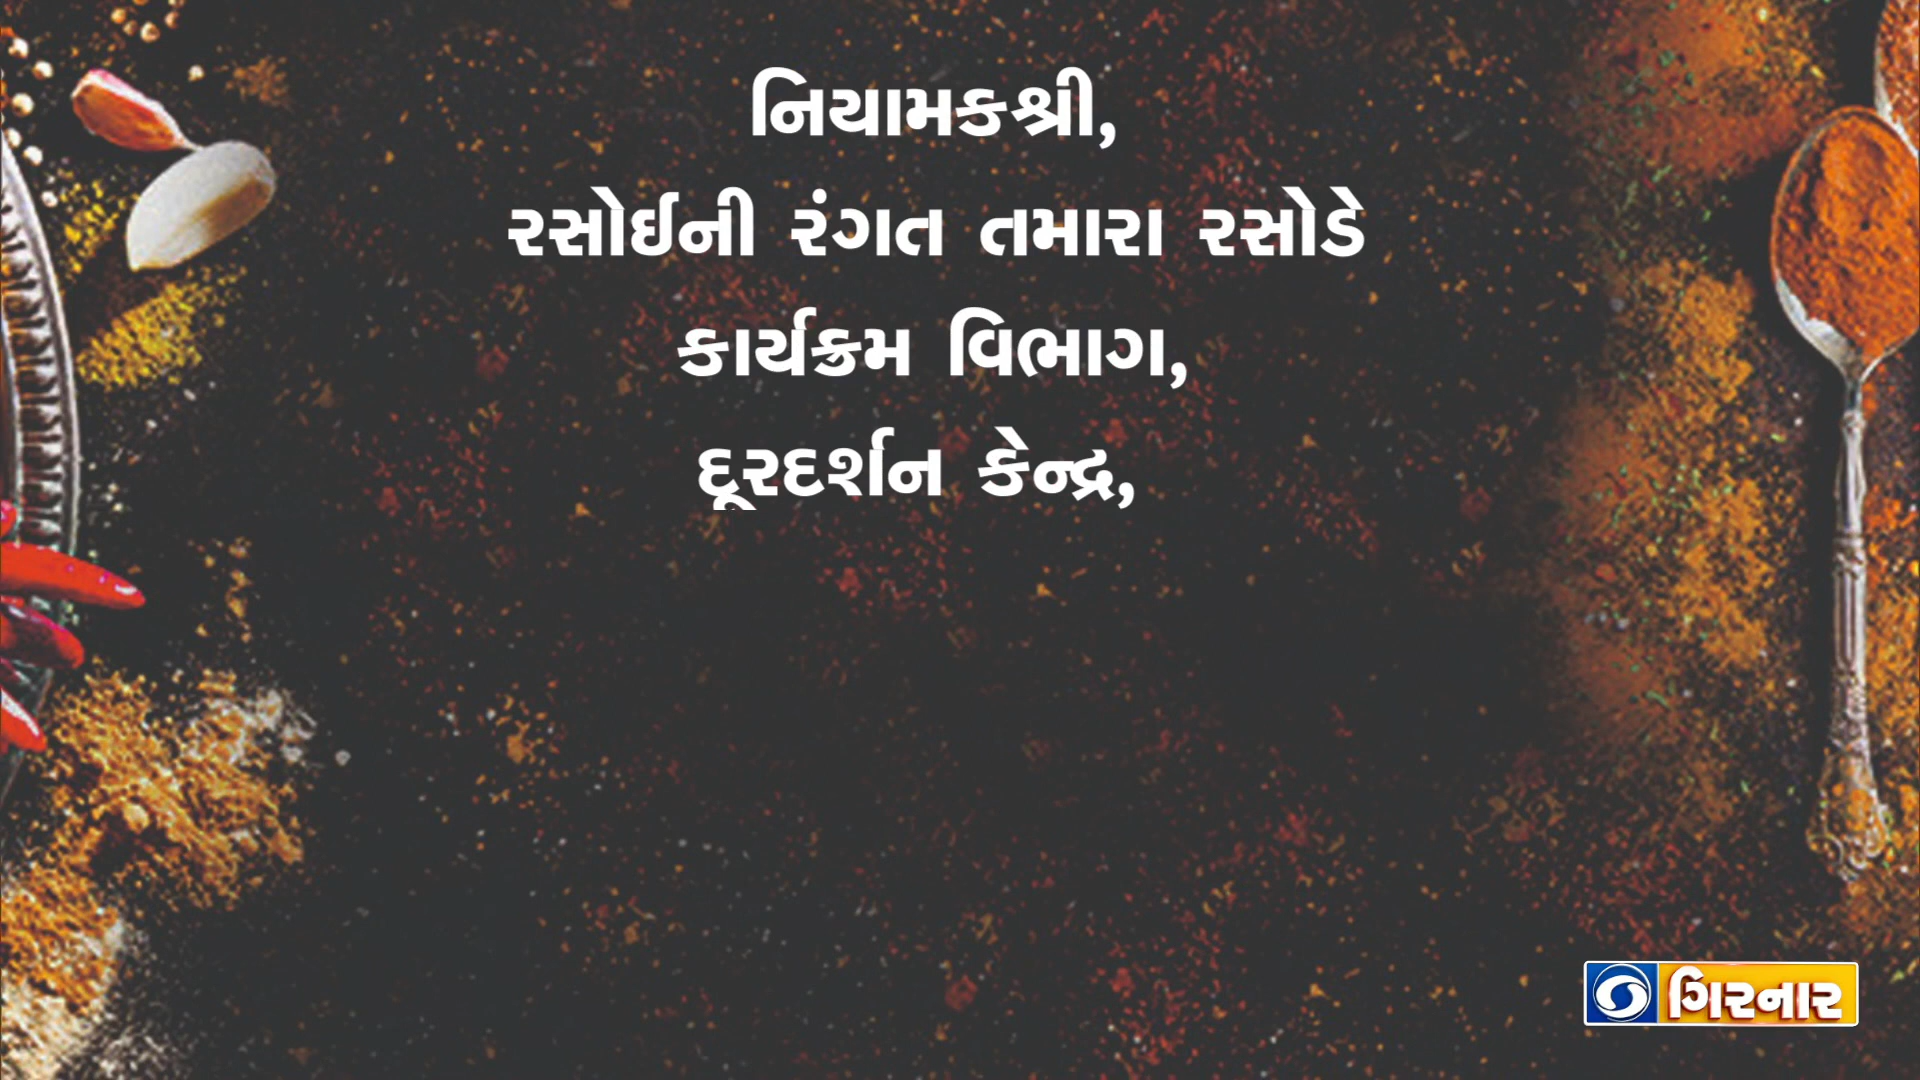 નિયામકશ્રી,
રસોઈની રંગત તમારા રસોડે
કાર્યક્રમ વિભાગ,
દૂરદર્શન કેન્દ્ર,
ગિરનાર